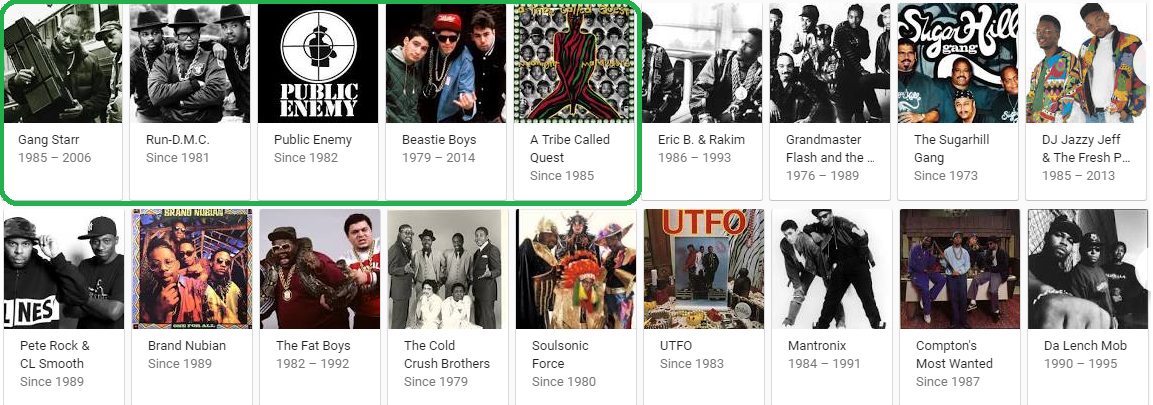 PUBLIC
ENEMY
SugarHill
gang
Gang Starr
1985 – 2006
Run-D.M.C.
Since 1981
Public Enemy
Since 1982
Beastie Boys
1979 – 2014
A Tribe Called
Quest
Since 1985
Eric B. & Rakim
1986 – 1993
Grandmaster
Flash and the ...
1976 – 1989
The Sugarhill
Gang
Since 1973
DJ Jazzy Jeff
& The Fresh P...
1985 – 2013
LINES
BRAND NUBIAN
ONE FOR ALL
UTFO
Pete Rock &
CL Smooth
Since 1989
Brand Nubian
Since 1989
The Fat Boys
1982 – 1992
The Cold
Crush Brothers
Since 1979
Soulsonic
Force
Since 1980
UTFO
Since 1983
Mantronix
1984 – 1991
Compton's
Most Wanted
Since 1987
Da Lench Mob
1990 – 1995